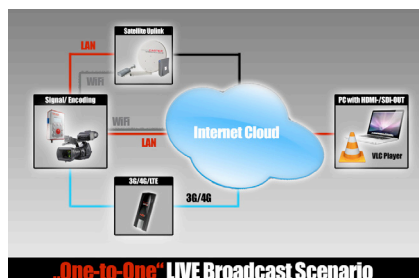 Satellite Uplink
LAN
WiFi
Signal/ Encoding
WiFi
LAN
Internet Cloud
PC with HDMI-/SDI-OUT
VLC Player
3G/4G/LTE
3G/4G
„One-to-One“ LIVE Broadcast Scenario